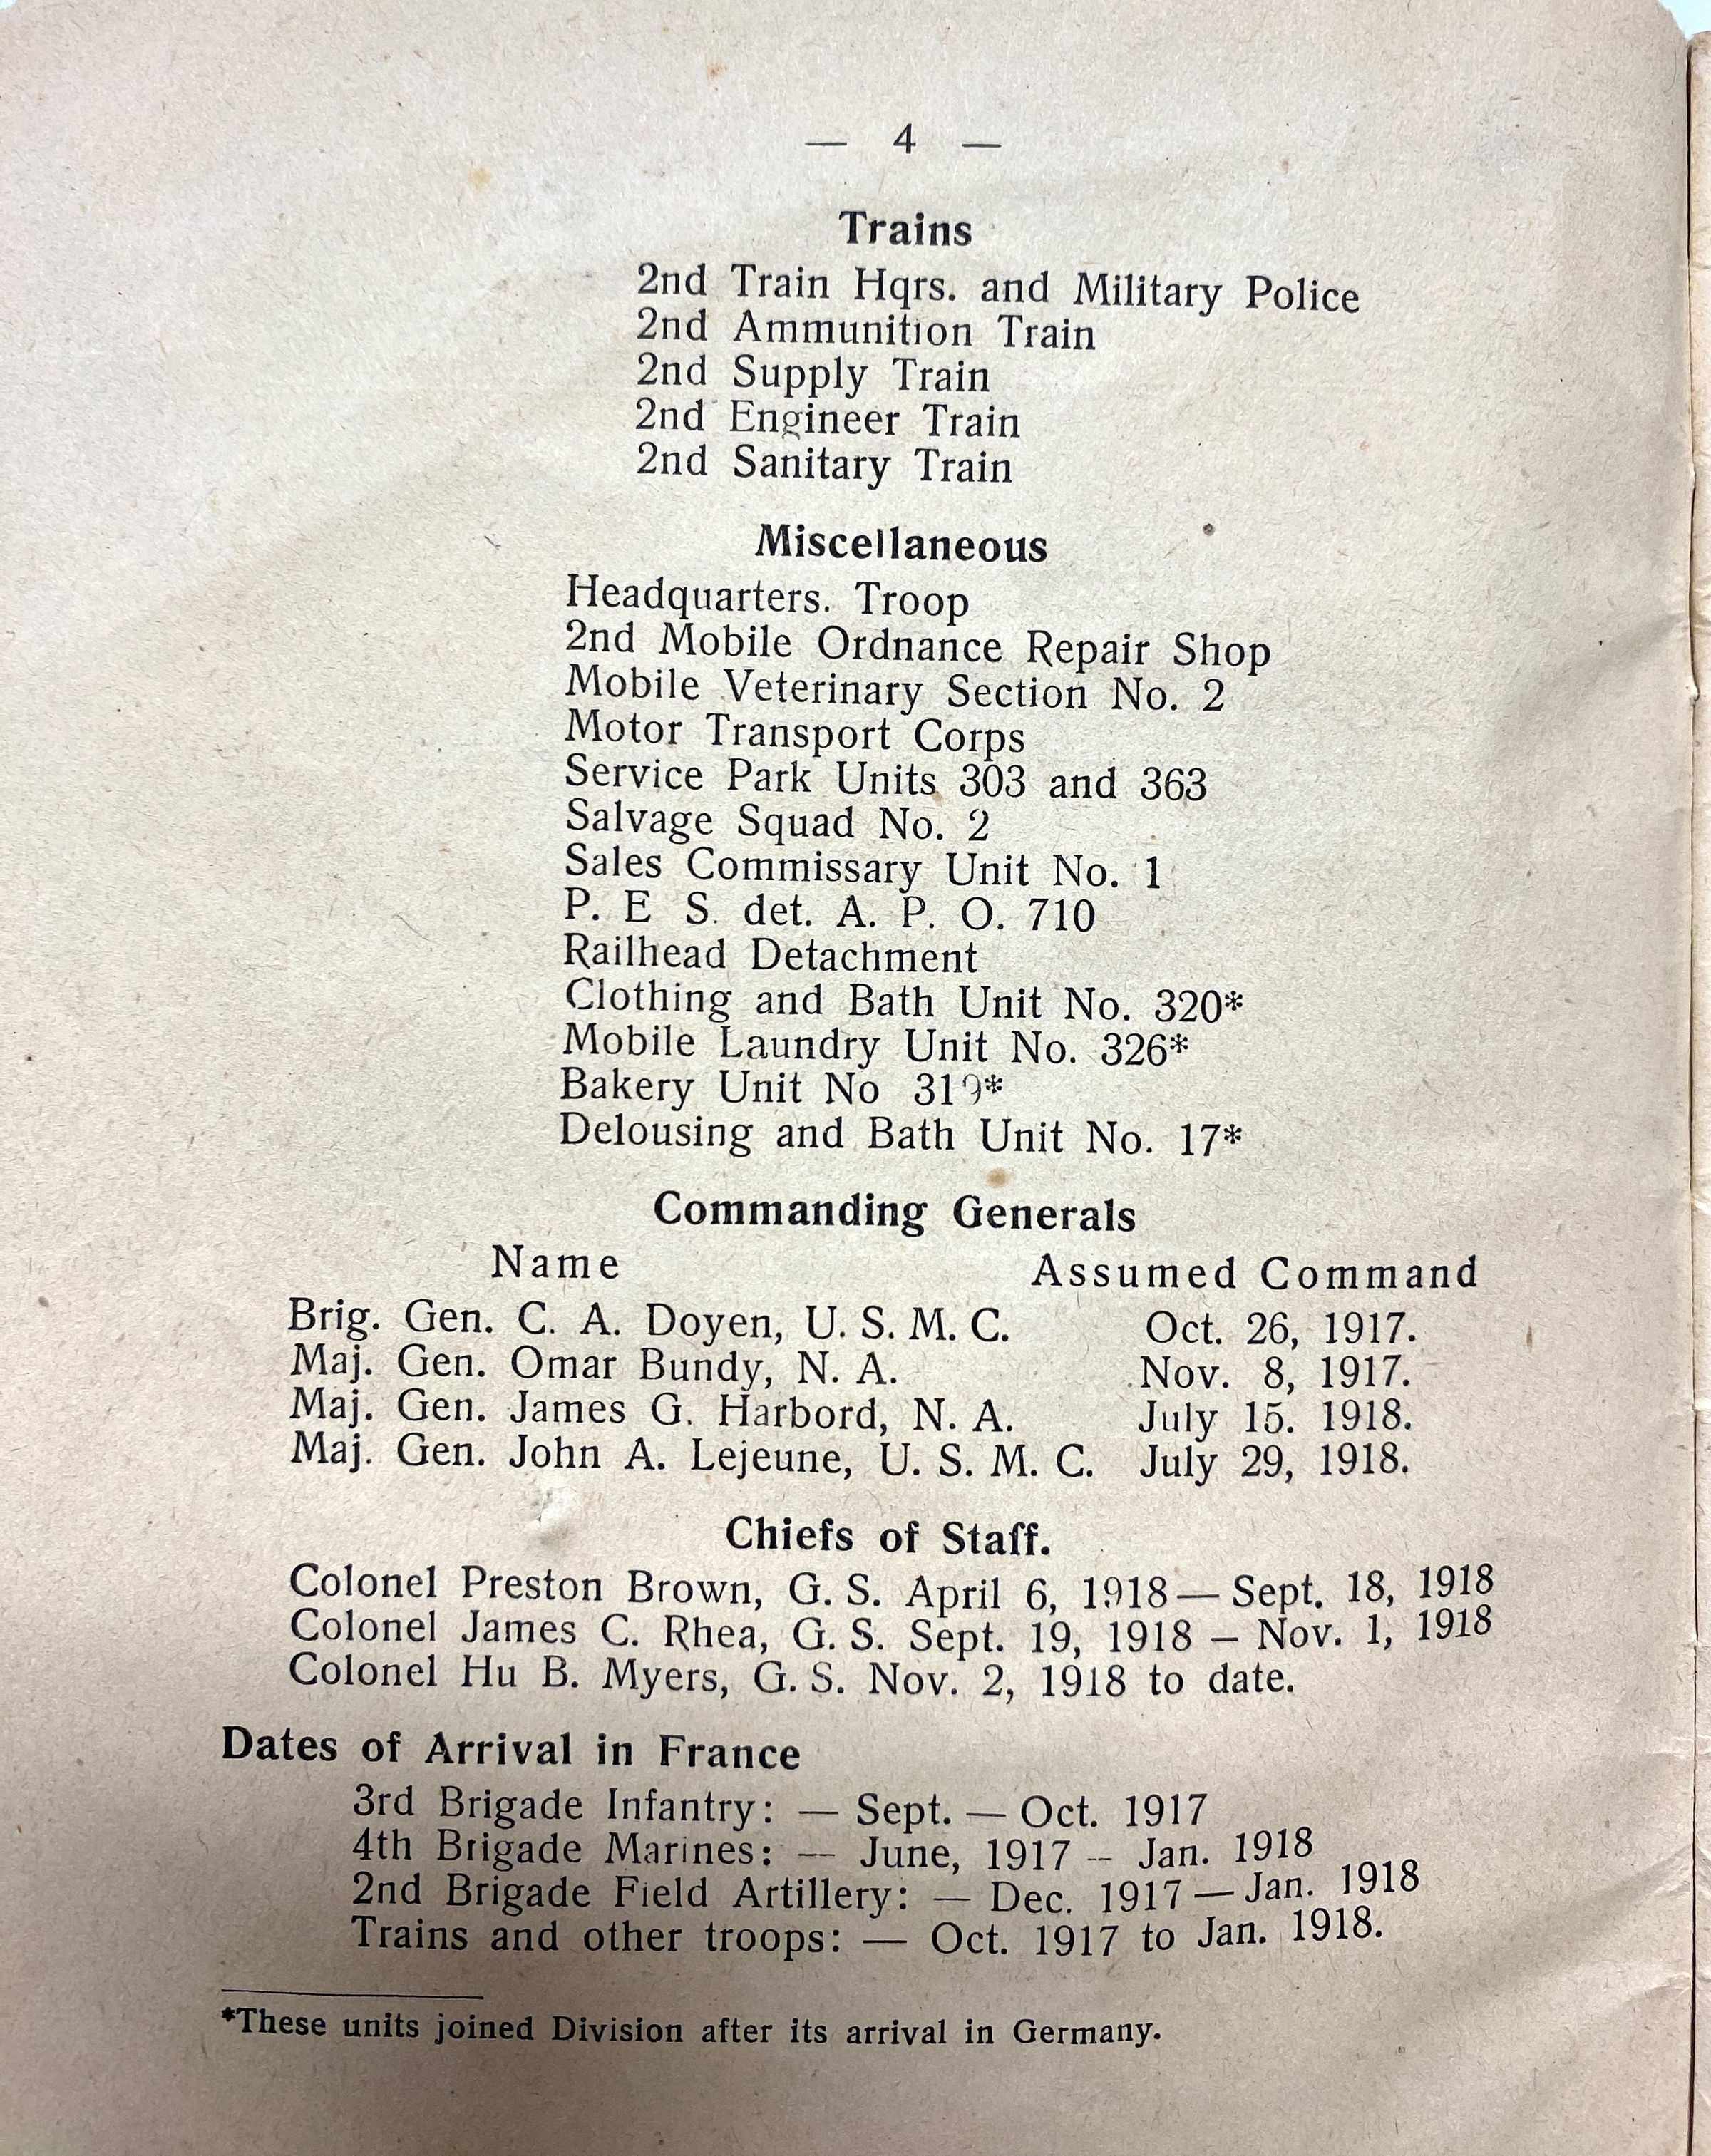 — 4 —
Trains
2nd Train Hqrs. and Military Police
2nd Ammunition Train
2nd Supply Train
2nd Engineer Train
2nd Sanitary Train
Miscellaneous
Headquarters. Troop
2nd Mobile Ordnance Repair Shop
Mobile Veterinary Section No. 2
Motor Transport Corps
Service Park Units 303 and 363
Salvage Squad No. 2
Sales Commissary Unit No. 1
P. E S. det. A. P. O. 710
Railhead Detachment
Clothing and Bath Unit No. 320*
Mobile Laundry Unit No. 326*
Bakery Unit No 319*
Delousing and Bath Unit No. 17*
Commanding Generals
Name Assumed Command
Brig. Gen. C. A. Doyen, U. S. M. C. Oct. 26, 1917.
Maj. Gen. Omar Bundy, N. A. Nov. 8, 1917.
Maj. Gen. James G. Harbord, N. A. July 15. 1918.
Maj. Gen. John A. Lejeune, U. S. M. C. July 29, 1918.
Chiefs of Staff.
Colonel Preston Brown, G. S. April 6, 1918 — Sept. 18, 1918
Colonel James C. Rhea, G. S. Sept. 19, 1918 – Nov. 1, 1918
Colonel Hu B. Myers, G. S. Nov. 2, 1918 to date.
Dates of Arrival in France
3rd Brigade Infantry: — Sept. — Oct. 1917
4th Brigade Marines: — June, 1917 – Jan. 1918
2nd Brigade Field Artillery: — Dec. 1917 — Jan. 1918
Trains and other troops: — Oct. 1917 to Jan. 1918.
*These units joined Division after its arrival in Germany.